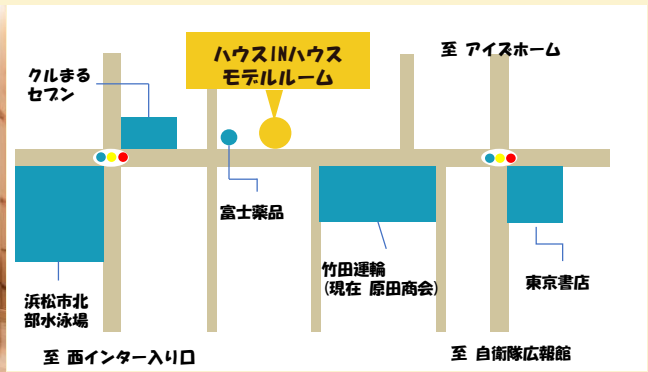 ハウスINハウス
モデルルーム
至 アイズホーム
クルまる
セブン
富士薬品
竹田運輸
(現在 原田商会)
東京書店
浜松市北
部水泳場
至 西インター入り口
至 自衛隊広報館